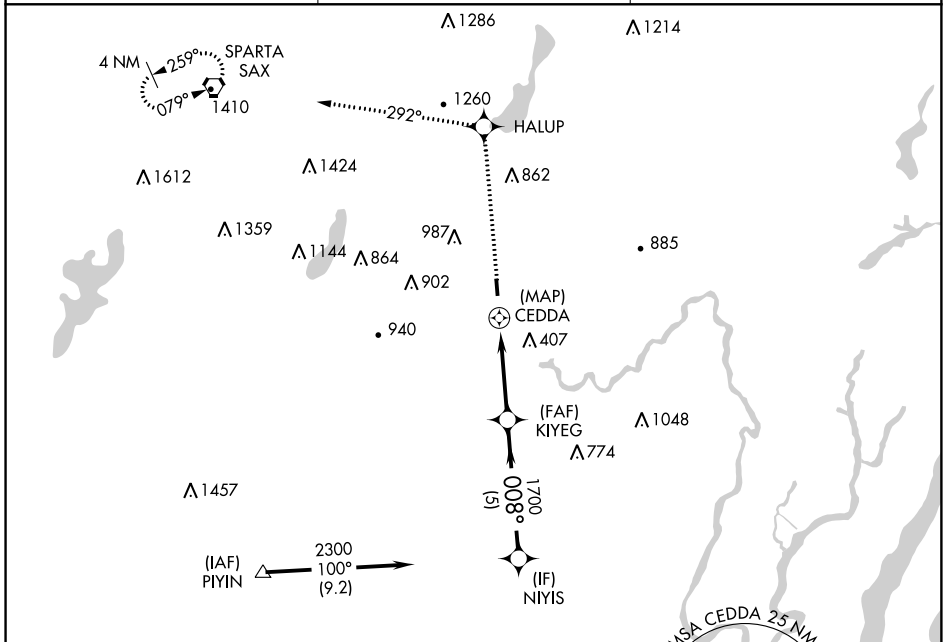 1286
1214
4 NM
259°
SPARTA
SAX
079°
1410
1260
292°
HALUP
1612
1424
862
1359
987
885
1144
864
902
(MAP)
CEDDA
940
407
(FAF)
KIYEG
1048
774
1457
1700
008°
(5)
(IAF)
PIYIN
2300
100°
(9.2)
(IF)
NIYIS
MSA CEDDA 25 NM